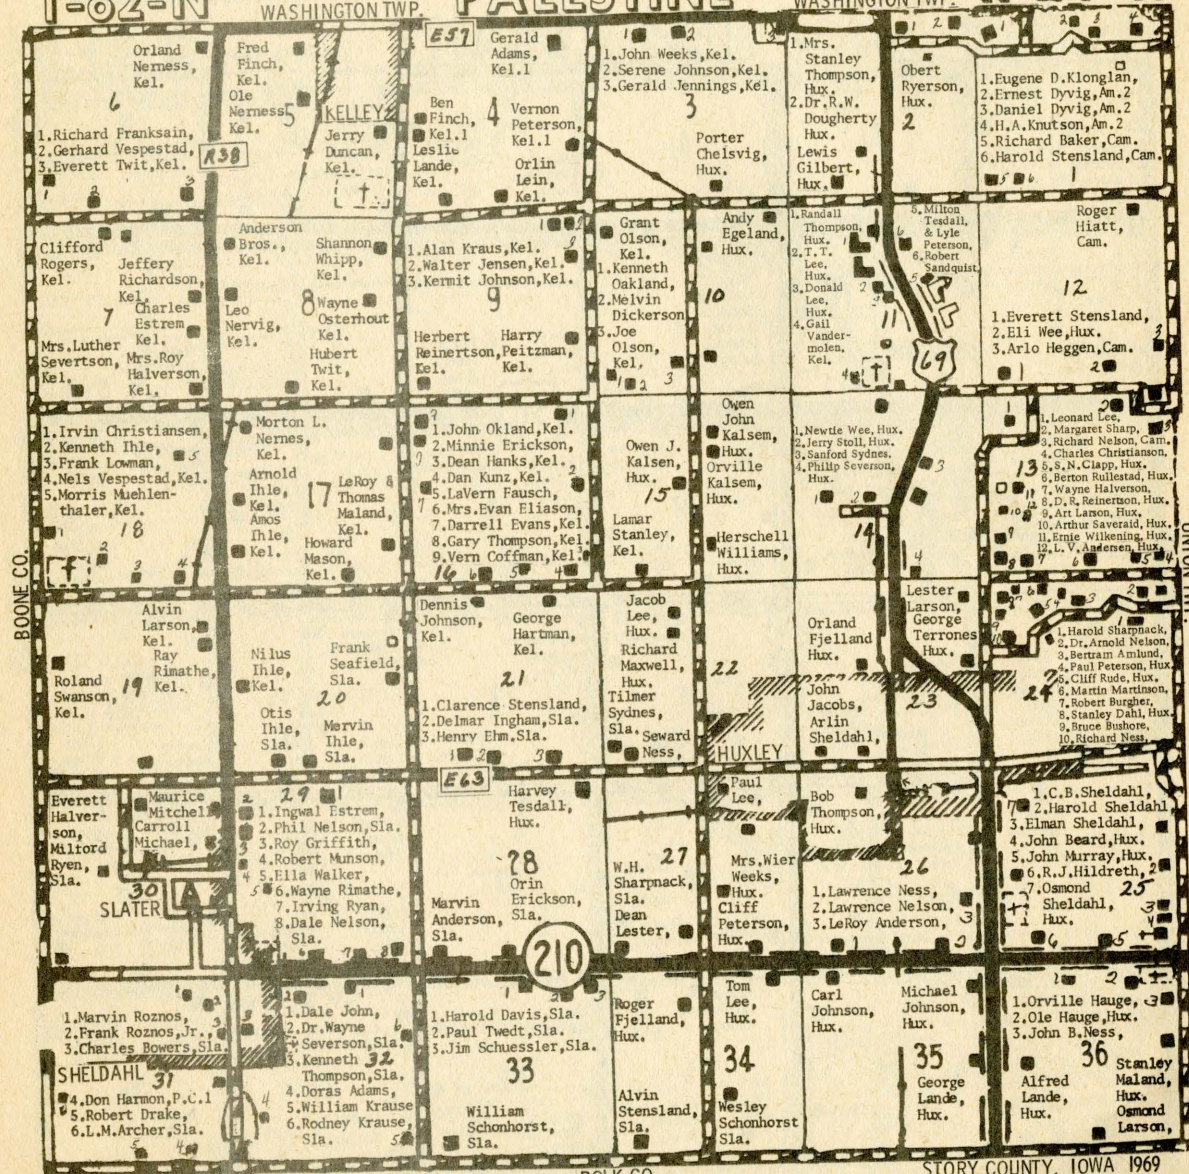 T-82-N
WASHINGTON TWP.
PALESTINE
WASHINGTON TWP.
E57
Orland
Nerness,
Kel.
6
1.Richard Franksain,
2.Gerhard Vespestad,
3.Everett Twit,Kel.
1
2
3
R38
Fred
Finch,
Kel.
Ole
Nerness
Kel.
5
KELLEY
Jerry
Duncan,
Kel.
Gerald
Adams,
Kel.1
Ben
Finch,
Kel.1
Leslie
Lande,
Kel.
4
Vernon
Peterson,
Kel.1
Orlin
Lein,
Kel.
1.John Weeks,Kel.
2.Serene Johnson,Kel.
3.Gerald Jennings,Kel.
3
Porter
Chelsvig,
Hux.
1.Mrs.
Stanley
Thompson,
Hux.
2.Dr.R.W.
Dougherty
Hux.
Lewis
Gilbert,
Hux.
Obert
Ryerson,
Hux.
2
1.Eugene D.Klonglan,
2.Ernest Dyvig,Am.2
3.Daniel Dyvig,Am.2
4.H.A.Knutson,Am.2
5.Richard Baker,Cam.
6.Harold Stensland,Cam.
5 6
1
Clifford
Rogers,
Kel.
Jeffery
Richardson,
Kel.
7
Charles
Estrem
Kel.
Mrs.Luther
Severtson,
Kel.
Mrs.Roy
Halverson,
Kel.
Anderson
Bros.,
Kel.
Shannon
Whipp,
Kel.
Leo
Nervig,
Kel.
8
Wayne
Osterhout
Kel.
Hubert
Twit,
Kel.
1.Alan Kraus,Kel.
2.Walter Jensen,Kel.
3.Kermit Johnson,Kel.
9
Herbert
Reinertson,
Kel.
Harry
Peitzman,
Kel.
Grant
Olson,
Kel.
1.Kenneth
Oakland,
2.Melvin
Dickerson
3.Joe
Olson,
Kel.
1 2 3
Andy
Egeland,
Hux.
10
1.Randall
Thompson,
Hux.
2.T.T.
Lee,
Hux.
3.Donald
Lee,
Hux.
4.Gail
Vander-
molen,
Kel.
5.Milton
Tesdall,
& Lyle
Peterson,
6.Robert
Sandquist,
11
69
Roger
Hiatt,
Cam.
12
1.Everett Stensland,
2.Eli Wee,Hux.
3.Arlo Heggen,Cam.
1.Irvin Christiansen,
2.Kenneth Ihle,
3.Frank Lowman,
4.Nels Vespestad,Kel.
5.Morris Muehlen-
thaler,Kel.
18
Morton L.
Nernes,
Kel.
Arnold
Ihle,
Kel.
Amos
Ihle,
Kel.
17
LeRoy &
Thomas
Maland,
Kel.
Howard
Mason,
Kel.
1.John Okland,Kel.
2.Minnie Erickson,
3.Dean Hanks,Kel.
4.Dan Kunz,Kel.
5.LaVern Fausch,
6.Mrs.Evan Eliason,
7.Darrell Evans,Kel.
8.Gary Thompson,Kel.
9.Vern Coffman,Kel.
16
Owen J.
Kalsen,
Hux.
15
Lamar
Stanley,
Kel.
Owen
John
Kalsem,
Hux.
Orville
Kalsem,
Hux.
Herschell
Williams,
Hux.
1.Newtie Wee,Hux.
2.Jerry Stoll,Hux.
3.Sanford Sydnes,
4.Philip Severson,
Hux.
14
1.Leonard Lee,
2.Margaret Sharp,
3.Richard Nelson,Cam.
4.Charles Christianson,
5.S.N.Clapp,Hux.
6.Berton Rullestad,Hux.
7.Wayne Halverson,
8.D.R.Reinertson,Hux.
9.Art Larson,Hux.
10.Arthur Saveraid,Hux.
11.Ernie Wilkening,Hux.
12.L.V.Andersen,Hux.
13
BOONE CO.
Alvin
Larson,
Kel.
Ray
Rimathe,
Kel.
Roland
Swanson,
Kel.
19
Nilus
Ihle,
Kel.
Frank
Seafield,
Sla.
20
Otis
Ihle,
Sla.
Mervin
Ihle,
Sla.
Dennis
Johnson,
Kel.
George
Hartman,
Kel.
21
1.Clarence Stensland,
2.Delmar Ingham,Sla.
3.Henry Ehm.Sla.
Jacob
Lee,
Hux.
Richard
Maxwell,
Hux.
Tilmer
Sydnes,
Sla.
Seward
Ness,
22
HUXLEY
Orland
Fjelland
Hux.
John
Jacobs,
Arlin
Sheldahl,
Lester
Larson,
George
Terrones
Hux.
23
1.Harold Sharpnack,
2.Dr.Arnold Nelson,
3.Bertram Amlund,
4.Paul Peterson,Hux.
5.Cliff Rude,Hux.
6.Martin Martinson,
7.Robert Burgher,
8.Stanley Dahl,Hux.
9.Bruce Bushore,
10.Richard Ness,
24
E63
Everett
Halver-
son,
Milford
Ryen,
Sla.
Maurice
Mitchell
Carroll
Michael,
30
SLATER
29
1.Ingwal Estrem,
2.Phil Nelson,Sla.
3.Roy Griffith,
4.Robert Munson,
5.Ella Walker,
6.Wayne Rimathe,
7.Irving Ryan,
8.Dale Nelson,
Sla.
Harvey
Tesdall,
Hux.
28
Orin
Erickson,
Sla.
Marvin
Anderson,
Sla.
210
27
W.H.
Sharpnack,
Sla.
Dean
Lester,
Paul
Lee,
Mrs.Wier
Weeks,
Hux.
Cliff
Peterson,
Hux.
Bob
Thompson,
Hux.
26
1.Lawrence Ness,
2.Lawrence Nelson,
3.LeRoy Anderson,
1.C.B.Sheldahl,
2.Harold Sheldahl
3.Elman Sheldahl,
4.John Beard,Hux.
5.John Murray,Hux.
6.R.J.Hildreth,
7.Osmond
Sheldahl,
Hux.
25
1.Marvin Roznos,
2.Frank Roznos,Jr.,
3.Charles Bowers,Sla.
SHELDAHL
31
4.Don Harmon,P.C.1
5.Robert Drake,
6.L.M.Archer,Sla.
1.Dale John,
2.Dr.Wayne
Severson,Sla.
3.Kenneth
Thompson,Sla.
32
4.Doras Adams,
5.William Krause
6.Rodney Krause,
Sla.
1.Harold Davis,Sla.
2.Paul Twedt,Sla.
3.Jim Schuessler,Sla.
33
William
Schonhorst,
Sla.
Roger
Fjelland,
Hux.
Alvin
Stensland,
Sla.
Tom
Lee,
Hux.
34
Wesley
Schonhorst
Sla.
Carl
Johnson,
Hux.
Michael
Johnson,
Hux.
35
George
Lande,
Hux.
1.Orville Hauge,
2.Ole Hauge,Hux.
3.John B.Ness,
36
Alfred
Lande,
Hux.
Stanley
Maland,
Hux.
Osmond
Larson,
POLK CO.
STORY COUNTY, IOWA 1969